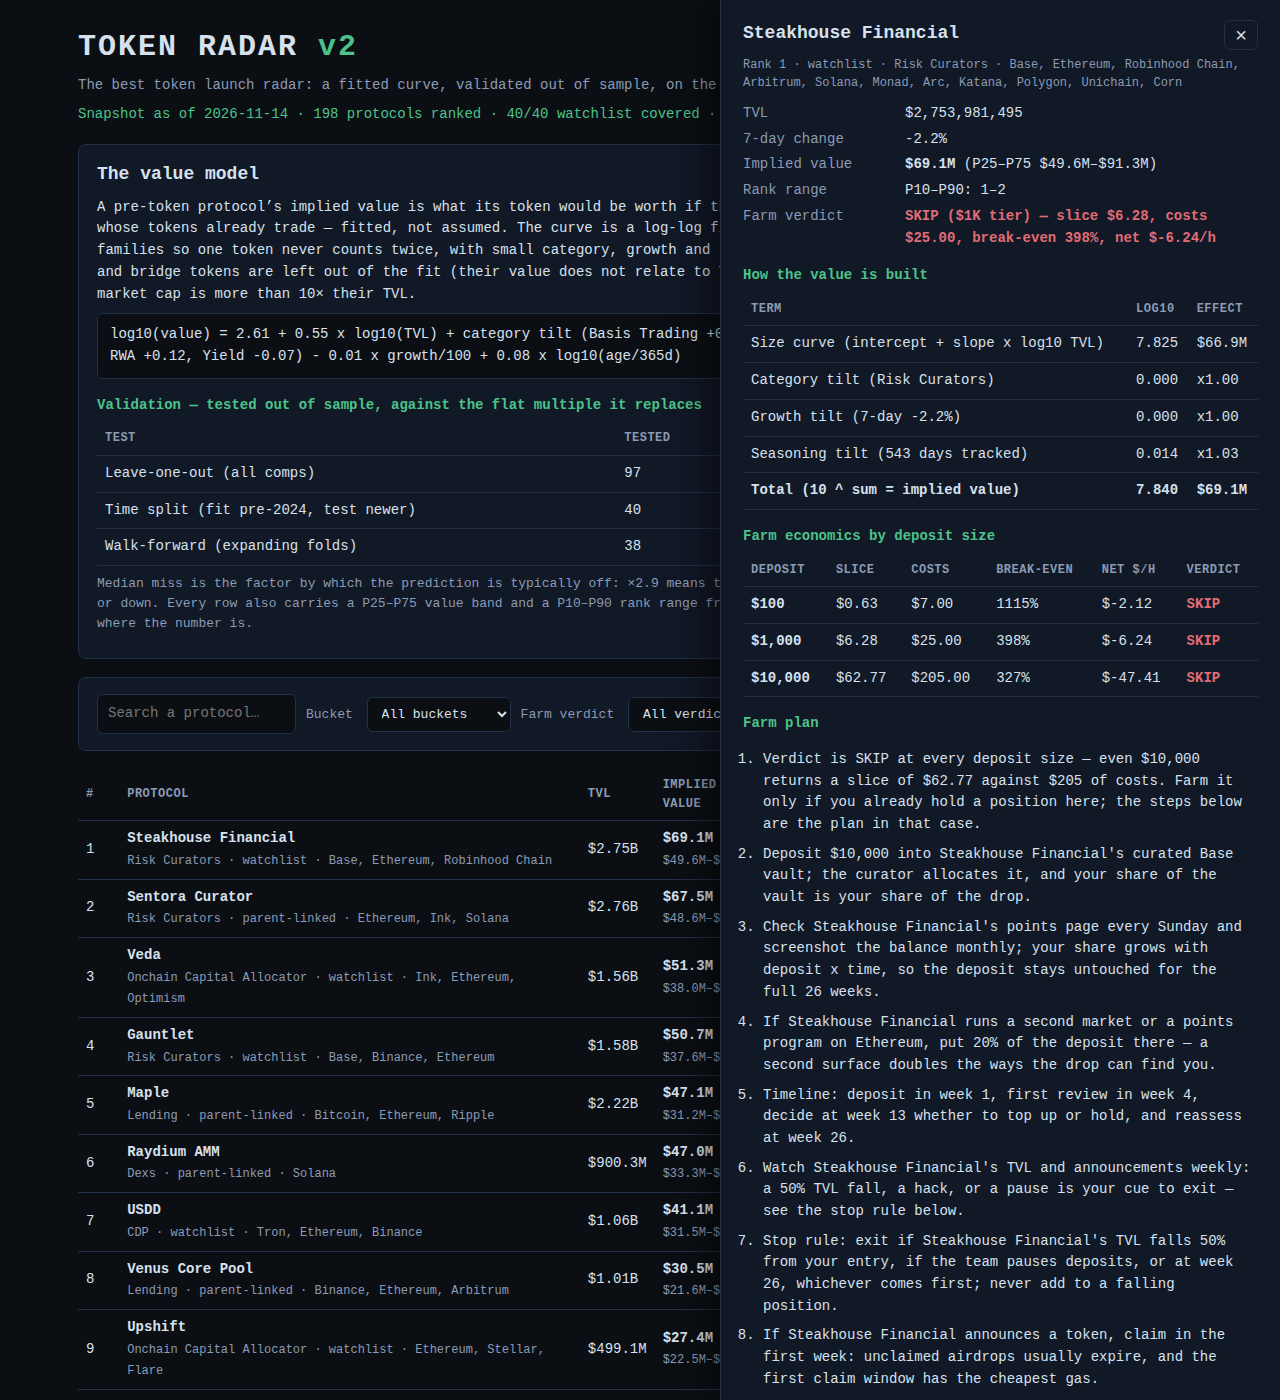 TOKEN RADAR v2
The best token launch radar: a fitted curve, validated out of sample, on the
Snapshot as of 2026-11-14 · 198 protocols ranked · 40/40 watchlist covered ·
The value model
A pre-token protocol’s implied value is what its token would be worth if
whose tokens already trade — fitted, not assumed. The curve is a log-log
families so one token never counts twice, with small category, growth and
and bridge tokens are left out of the fit (their value does not relate to
market cap is more than 10× their TVL.
log10(value) = 2.61 + 0.55 x log10(TVL) + category tilt (Basis Trading
RWA +0.12, Yield -0.07) - 0.01 x growth/100 + 0.08 x log10(age/365d)
Validation — tested out of sample, against the flat multiple it replaces
TEST TESTED
Leave-one-out (all comps) 97
Time split (fit pre-2024, test newer) 40
Walk-forward (expanding folds) 38
Median miss is the factor by which the prediction is typically off: ×2.9 means
or down. Every row also carries a P25–P75 value band and a P10–P90 rank range
where the number is.
Search a protocol… Bucket All buckets Farm verdict All
# PROTOCOL TVL IMPLIED VALUE
1 Steakhouse Financial $2.75B $69.1M
Risk Curators · watchlist · Base, Ethereum, Robinhood Chain $49.6M–
2 Sentora Curator $2.76B $67.5M
Risk Curators · parent-linked · Ethereum, Ink, Solana $48.6M–
3 Veda $1.56B $51.3M
Onchain Capital Allocator · watchlist · Ink, Ethereum, $38.0M–
Optimism
4 Gauntlet $1.58B $50.7M
Risk Curators · watchlist · Base, Binance, Ethereum $37.6M–
5 Maple $2.22B $47.1M
Lending · parent-linked · Bitcoin, Ethereum, Ripple $31.2M–
6 Raydium AMM $900.3M $47.0M
Dexs · parent-linked · Solana $33.3M–
7 USDD $1.06B $41.1M
CDP · watchlist · Tron, Ethereum, Binance $31.5M–
8 Venus Core Pool $1.01B $30.5M
Lending · parent-linked · Binance, Ethereum, Arbitrum $21.6M–
9 Upshift $499.1M $27.4M
Onchain Capital Allocator · watchlist · Ethereum, Stellar, $22.5M–
Flare
Steakhouse Financial ✕
Rank 1 · watchlist · Risk Curators · Base, Ethereum, Robinhood Chain,
Arbitrum, Solana, Monad, Arc, Katana, Polygon, Unichain, Corn
TVL $2,753,981,495
7-day change -2.2%
Implied value $69.1M (P25–P75 $49.6M–$91.3M)
Rank range P10–P90: 1–2
Farm verdict SKIP ($1K tier) — slice $6.28, costs
$25.00, break-even 398%, net $-6.24/h
How the value is built
TERM LOG10 EFFECT
Size curve (intercept + slope x log10 TVL) 7.825 $66.9M
Category tilt (Risk Curators) 0.000 x1.00
Growth tilt (7-day -2.2%) 0.000 x1.00
Seasoning tilt (543 days tracked) 0.014 x1.03
Total (10 ^ sum = implied value) 7.840 $69.1M
Farm economics by deposit size
DEPOSIT SLICE COSTS BREAK-EVEN NET $/H VERDICT
$100 $0.63 $7.00 1115% $-2.12 SKIP
$1,000 $6.28 $25.00 398% $-6.24 SKIP
$10,000 $62.77 $205.00 327% $-47.41 SKIP
Farm plan
1. Verdict is SKIP at every deposit size — even $10,000
returns a slice of $62.77 against $205 of costs. Farm it
only if you already hold a position here; the steps below
are the plan in that case.
2. Deposit $10,000 into Steakhouse Financial's curated Base
vault; the curator allocates it, and your share of the
vault is your share of the drop.
3. Check Steakhouse Financial's points page every Sunday and
screenshot the balance monthly; your share grows with
deposit x time, so the deposit stays untouched for the
full 26 weeks.
4. If Steakhouse Financial runs a second market or a points
program on Ethereum, put 20% of the deposit there — a
second surface doubles the ways the drop can find you.
5. Timeline: deposit in week 1, first review in week 4,
decide at week 13 whether to top up or hold, and reassess
at week 26.
6. Watch Steakhouse Financial's TVL and announcements weekly:
a 50% TVL fall, a hack, or a pause is your cue to exit —
see the stop rule below.
7. Stop rule: exit if Steakhouse Financial's TVL falls 50%
from your entry, if the team pauses deposits, or at week
26, whichever comes first; never add to a falling
position.
8. If Steakhouse Financial announces a token, claim in the
first week: unclaimed airdrops usually expire, and the
first claim window has the cheapest gas.